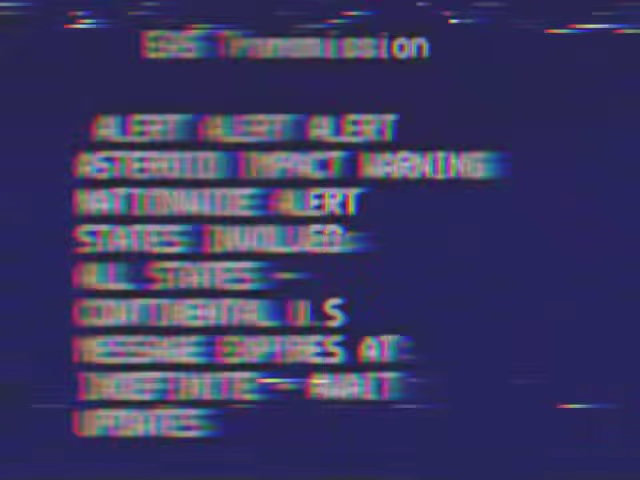 EBS Transmission
ALERT ALERT ALERT
ASTEROID IMPACT WARNING
NATIONWIDE ALERT
STATES INVOLVED:
ALL STATES --
CONTINENTAL U.S
MESSAGE EXPIRES AT:
INDEFINITE -- AWAIT
UPDATES